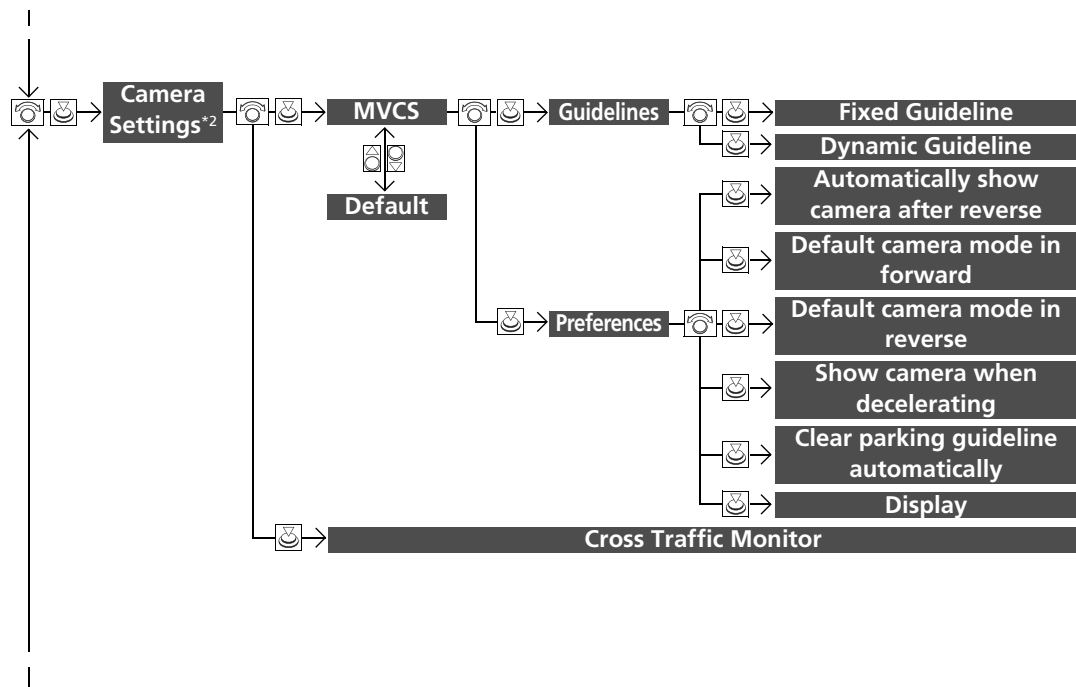 Camera
Settings*2
MVCS
Guidelines
Fixed Guideline
Dynamic Guideline
Default
Automatically show
camera after reverse
Default camera mode in
forward
Preferences
Default camera mode in
reverse
Show camera when
decelerating
Clear parking guideline
automatically
Display
Cross Traffic Monitor